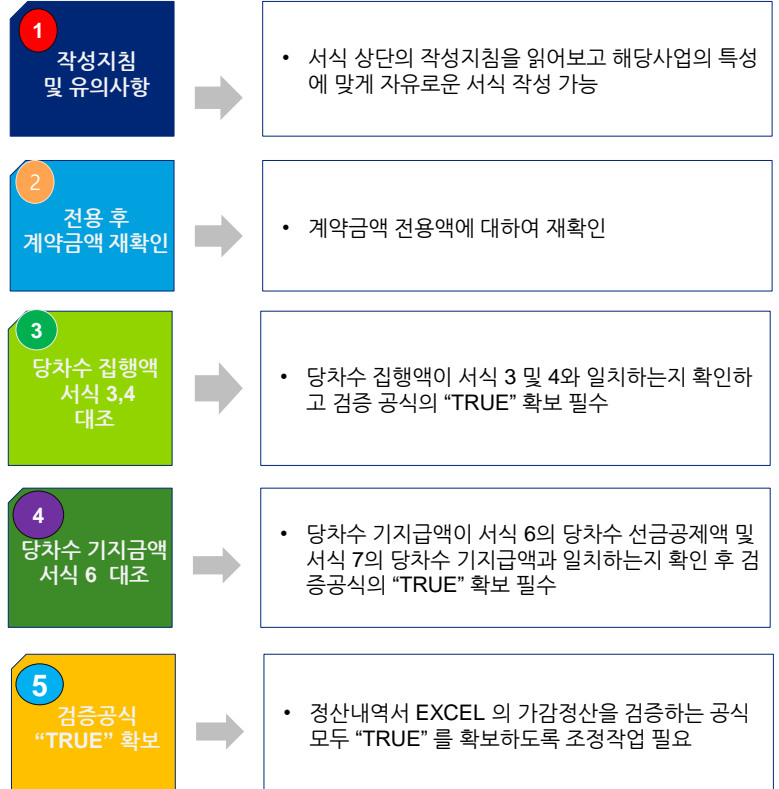 1
작성지침
및 유의사항
• 서식 상단의 작성지침을 읽어보고 해당사업의 특성
에 맞게 자유로운 서식 작성 가능
2
전용 후
계약금액 재확인
• 계약금액 전용액에 대하여 재확인
3
당차수 집행액
서식 3,4
대조
• 당차수 집행액이 서식 3 및 4와 일치하는지 확인하
고 검증 공식의 “TRUE” 확보 필수
4
당차수 기지금액
서식 6 대조
• 당차수 기지급액이 서식 6의 당차수 선금공제액 및
서식 7의 당차수 기지급액과 일치하는지 확인 후 검
증공식의 “TRUE” 확보 필수
5
검증공식
“TRUE” 확보
• 정산내역서 EXCEL 의 가감정산을 검증하는 공식
모두 “TRUE” 를 확보하도록 조정작업 필요